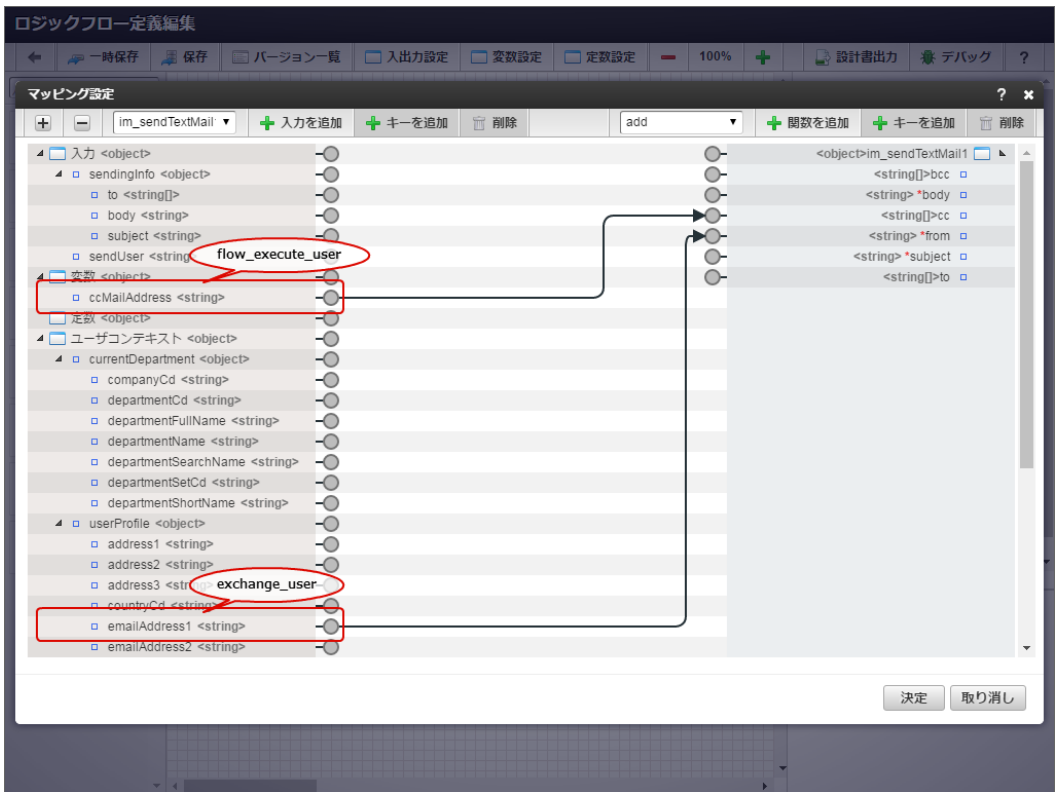 ロジックフロー定義編集
一時保存 保存 バージョン一覧 入出力設定 変数設定 定数設定 100% 設計書出力 デバッグ ?
マッピング設定 ? ×
im_sendTextMail 入力を追加 キーを追加 削除 add 関数を追加 キーを追加 削除
入力 <object> <object>im_sendTextMail1
sendingInfo <object> <string[]>bcc
to <string[]> <string> *body
body <string> <string[]>cc
subject <string> <string> *from
sendUser <string flow_execute_user <string> *subject
変数 <object> <string[]>to
ccMailAddress <string>
定数 <object>
ユーザコンテキスト <object>
currentDepartment <object>
companyCd <string>
departmentCd <string>
departmentFullName <string>
departmentName <string>
departmentSearchName <string>
departmentSetCd <string>
departmentShortName <string>
userProfile <object>
address1 <string>
address2 <string>
address3 <string> exchange_user
countryCd <string>
emailAddress1 <string>
emailAddress2 <string>
決定 取り消し